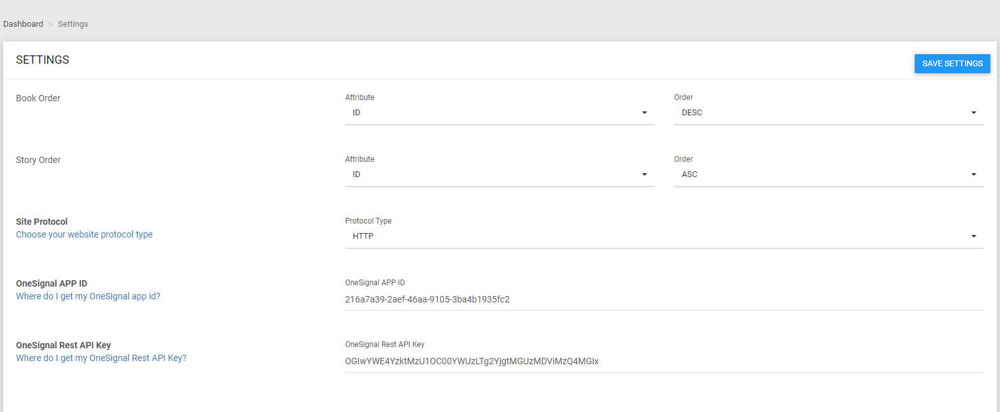 Dashboard > Settings
SETTINGS
SAVE SETTINGS
Book Order
Attribute
Order
ID
DESC
Story Order
Attribute
Order
ID
ASC
Site Protocol
Choose your website protocol type
Protocol Type
HTTP
OneSignal APP ID
Where do I get my OneSignal app id?
OneSignal APP ID
216a7a39-2aef-46aa-9105-3ba4b1935fc2
OneSignal Rest API Key
Where do I get my OneSignal Rest API Key?
OneSignal Rest API Key
OGIwYWE4YzktMzU1OC00YWUzLTg2YjgtMGUzMDViMzQ4MGIx